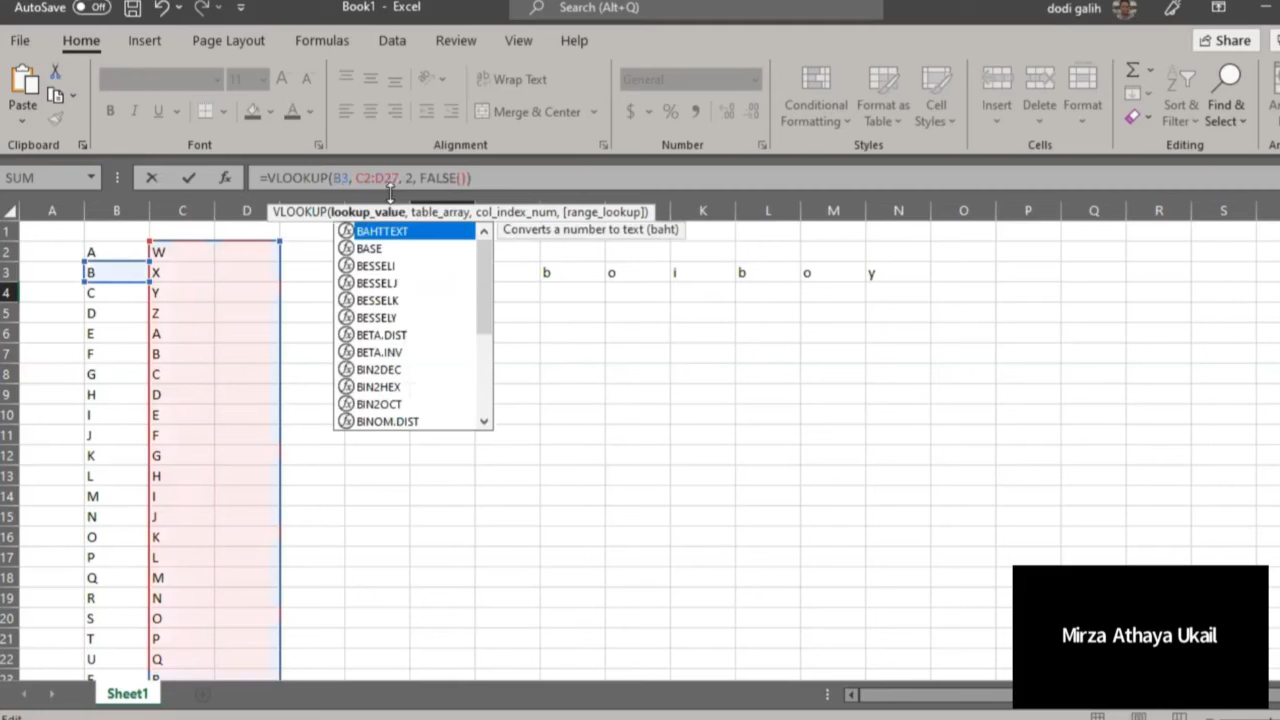 AutoSave Off Book1 - Excel Search (Alt+Q) dodi galih
File Home Insert Page Layout Formulas Data Review View Help Share
11 A A Wrap Text General Σ
Paste B I U A Merge & Center $ % Conditional Formatting Format as Table Cell Styles Insert Delete Format Sort & Filter Find & Select
Clipboard Font Alignment Number Styles Cells Editing
SUM fx =VLOOKUP(B3, C2:D27, 2, FALSE())
A B C D K L M N O P Q R S
VLOOKUP(lookup_value, table_array, col_index_num, [range_lookup])
1 BAHTTEXT Converts a number to text (baht)
2 A W BASE
3 B X BESSELI b o i b o y
4 C Y BESSELJ
BESSELK
5 D Z BESSELY
6 E A BETA.DIST
7 F B BETA.INV
8 G C BIN2DEC
9 H D BIN2HEX
10 I E BIN2OCT
11 J F BINOM.DIST
12 K G
13 L H
14 M I
15 N J
16 O K
17 P L
18 Q M
19 R N
20 S O
21 T P
22 U Q
Sheet1
Mirza Athaya Ukail